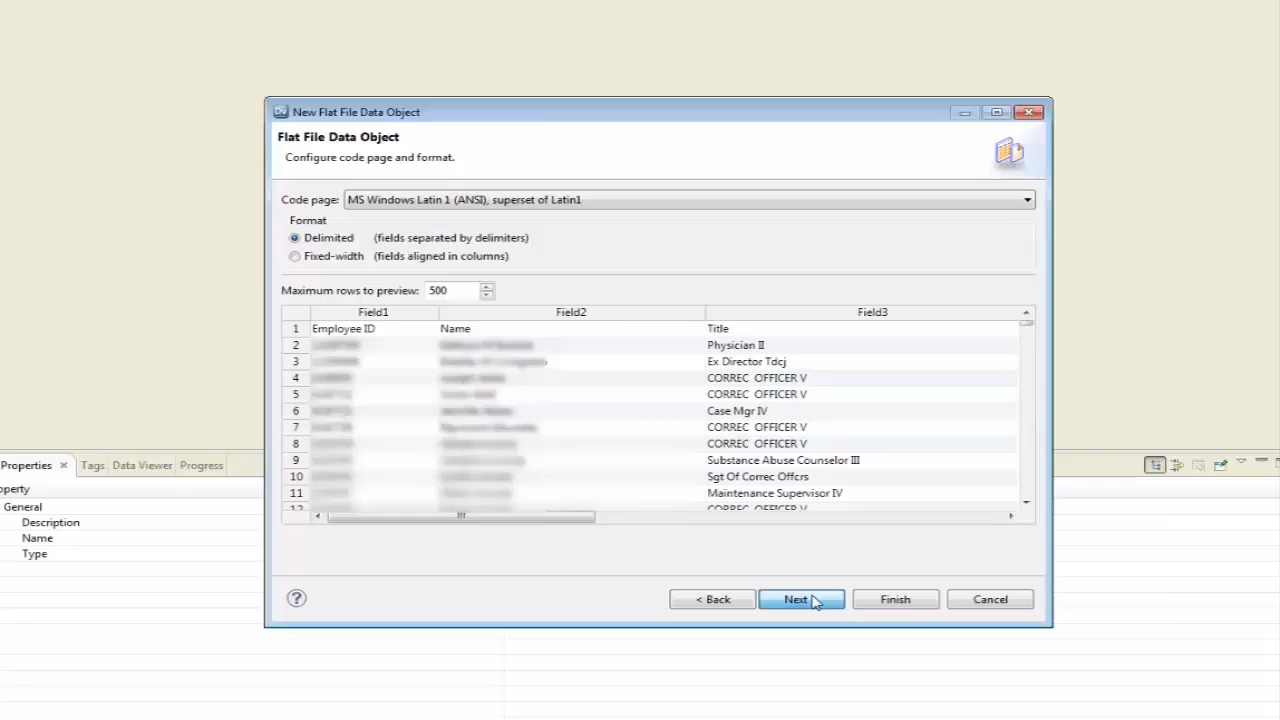 New Flat File Data Object
Flat File Data Object
Configure code page and format.
Code page: MS Windows Latin 1 (ANSI), superset of Latin1
Format
Delimited (fields separated by delimiters)
Fixed-width (fields aligned in columns)
Maximum rows to preview: 500
Field1 Field2 Field3
1 Employee ID Name Title
2 Physician II
3 Ex Director Tdcj
4 CORREC OFFICER V
5 CORREC OFFICER V
6 Case Mgr IV
7 CORREC OFFICER V
8 CORREC OFFICER V
9 Substance Abuse Counselor III
10 Sgt Of Correc Offcrs
11 Maintenance Supervisor IV
12 CORREC OFFICER V
< Back Next Finish Cancel
Properties Tags Data Viewer Progress
operty
General
Description
Name
Type